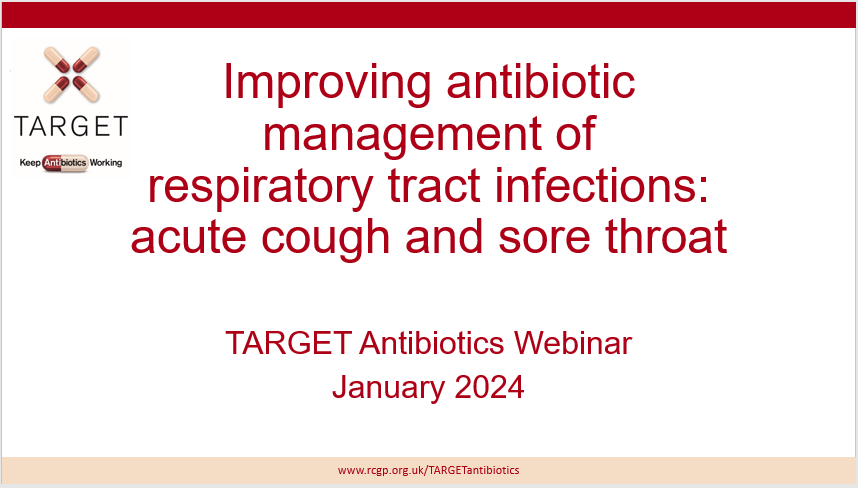 TARGET
Keep Antibiotics Working
Improving antibiotic
management of
respiratory tract infections:
acute cough and sore throat
TARGET Antibiotics Webinar
January 2024
www.rcgp.org.uk/TARGETantibiotics